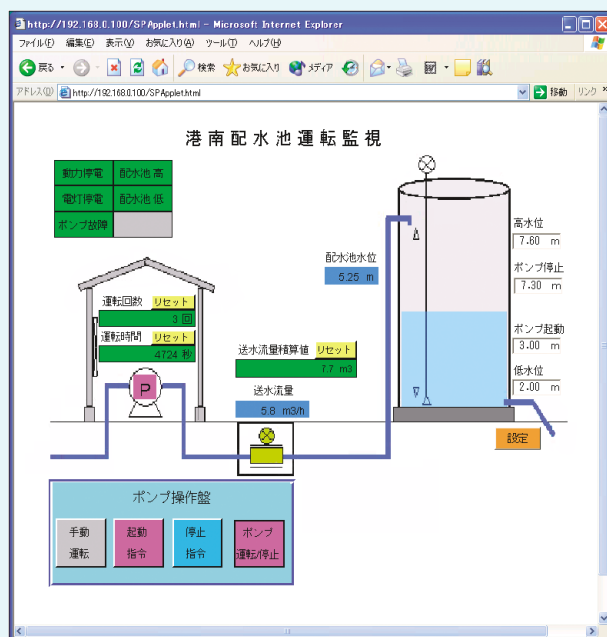 http://192.168.0.100/SPApplet.html - Microsoft Internet Explorer
ファイル(F) 編集(E) 表示(V) お気に入り(A) ツール(T) ヘルプ(H)
戻る 検索 お気に入り メディア
アドレス(D) http://192.168.0.100/SPApplet.html 移動 リンク »
港南配水池運転監視
動力停電 配水池 高
電灯停電 配水池 低
ポンプ故障
高水位
7.60 m
配水池水位
5.25 m
ポンプ停止
7.30 m
運転回数 リセット
3 回
運転時間 リセット
4724 秒
ポンプ起動
3.00 m
送水流量積算値 リセット
7.7 m3
低水位
2.00 m
送水流量
5.8 m3/h
P
設定
ポンプ操作盤
手動 起動 停止 ポンプ
運転 指令 指令 運転/停止